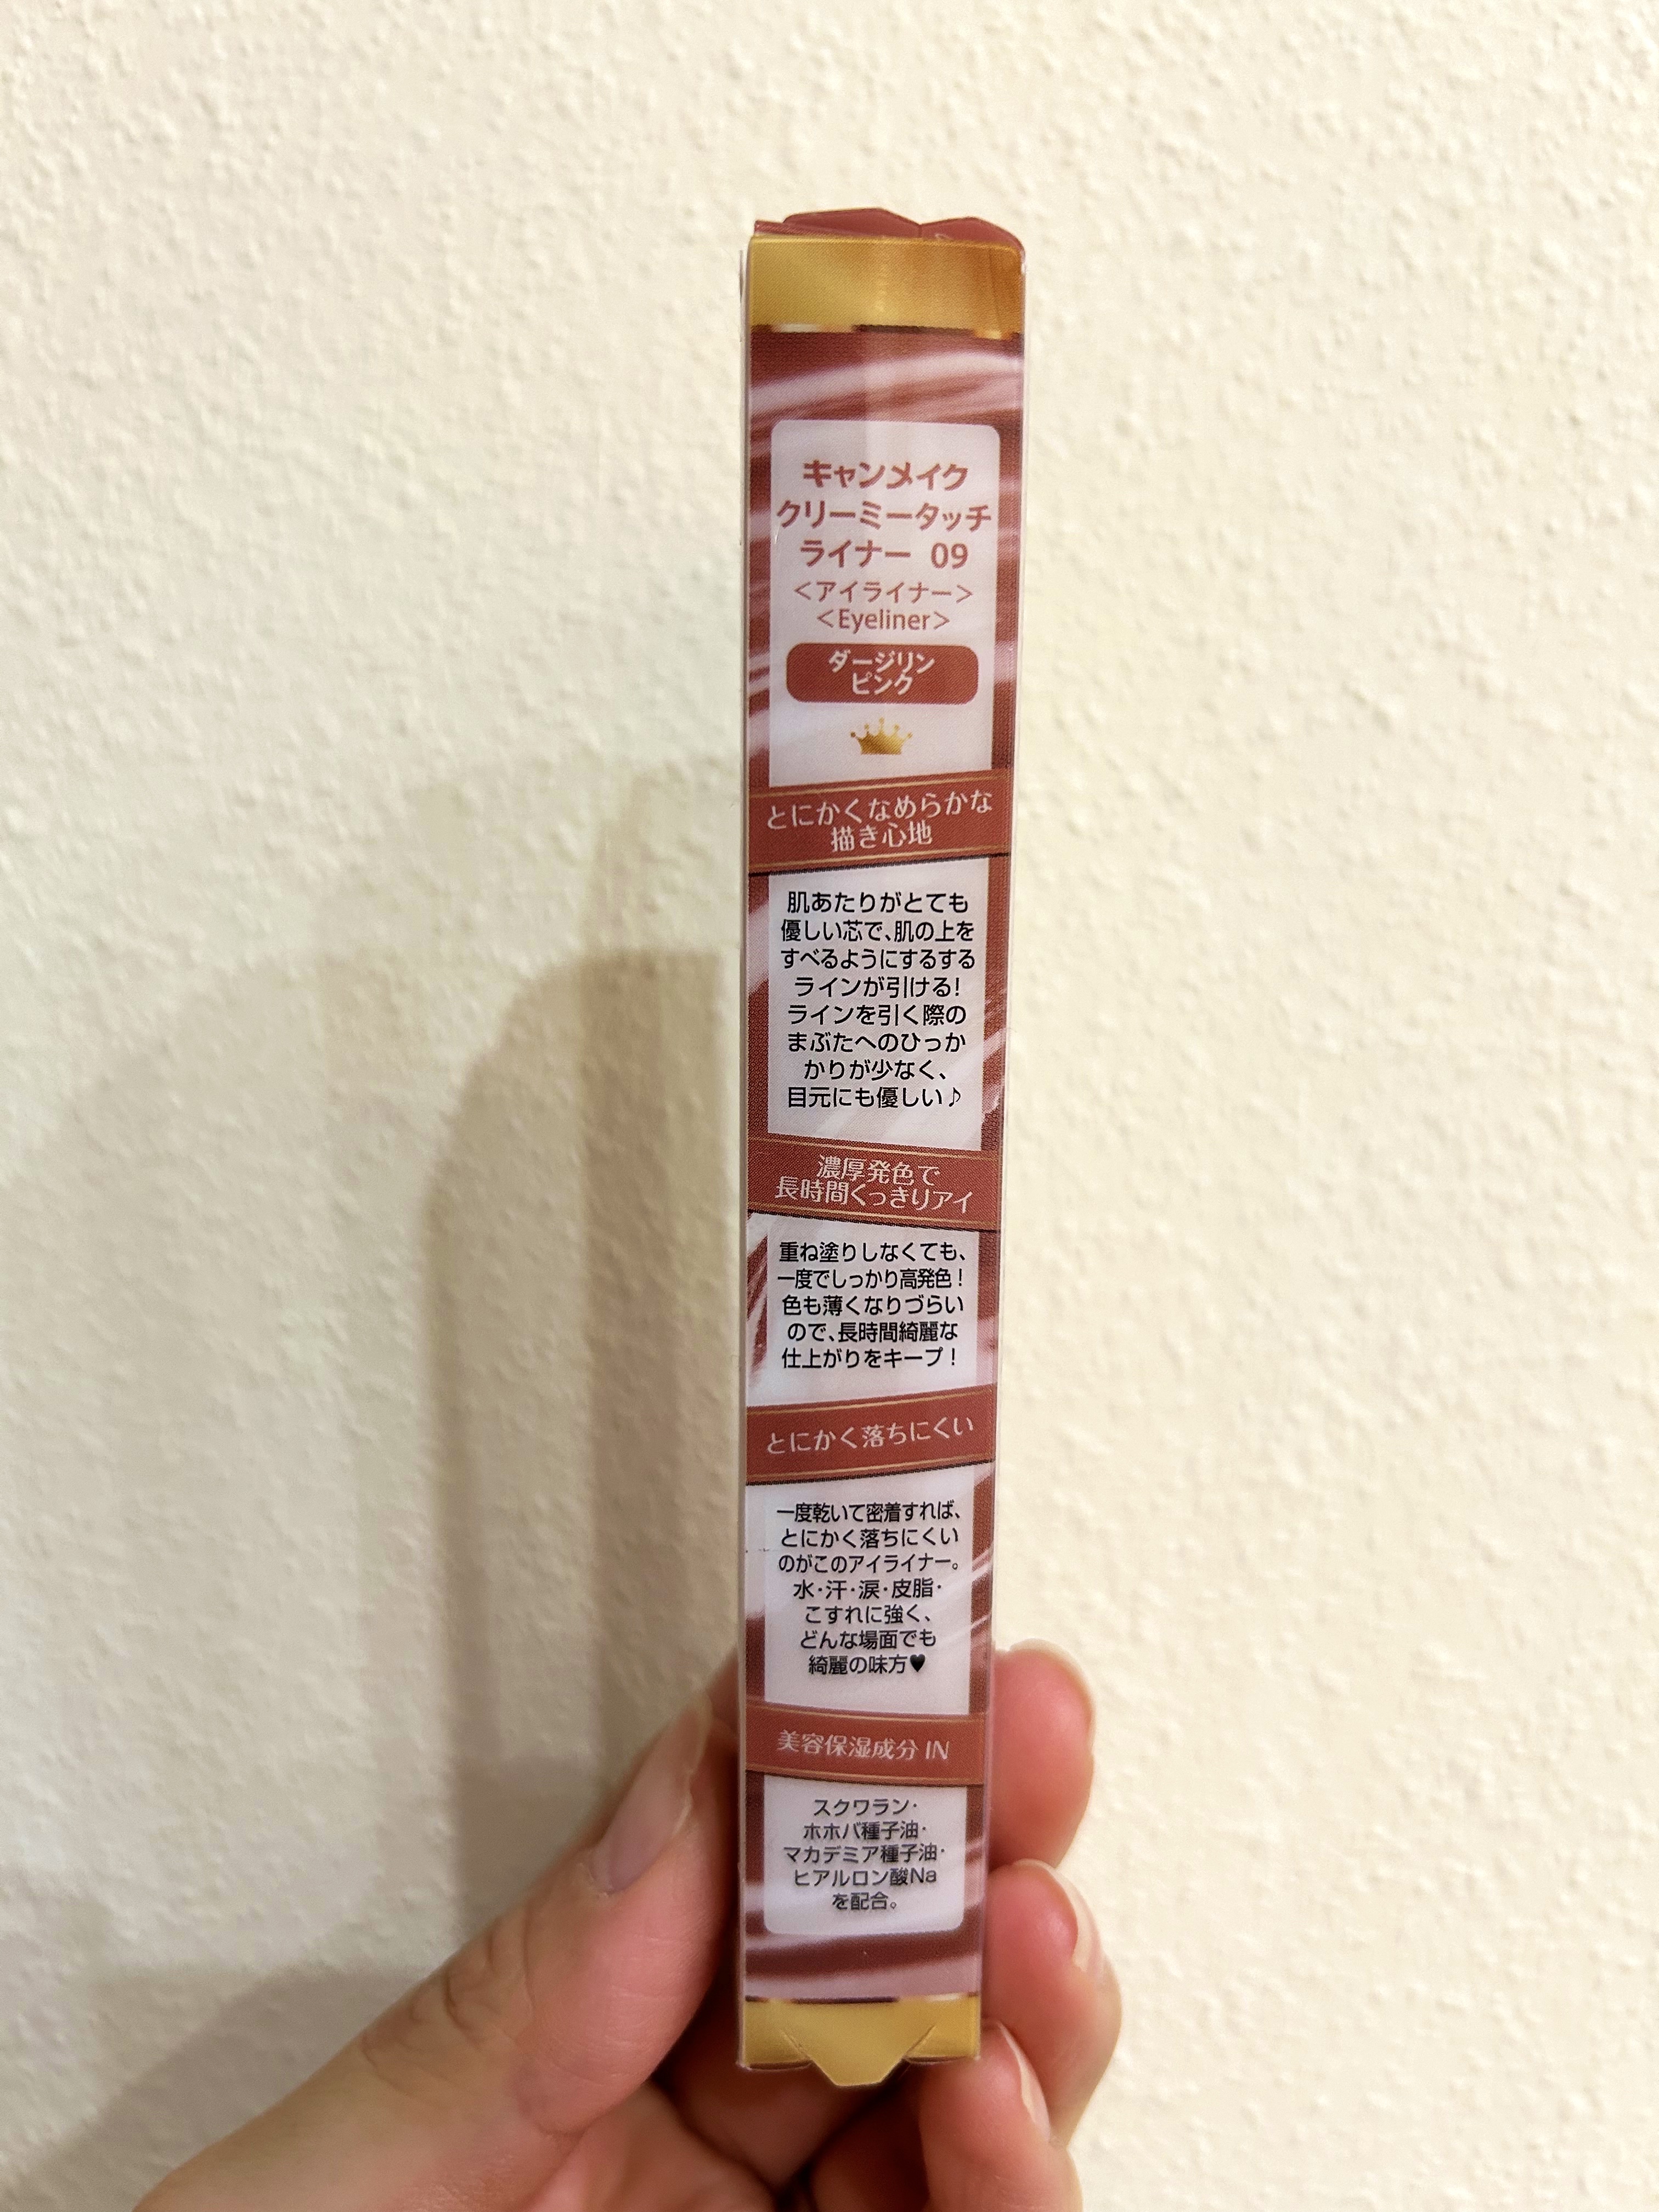 キャンメイク
クリーミータッチ
ライナー 09
＜アイライナー＞
＜Eyeliner＞
ダージリン
ピンク
とにかくなめらかな
描き心地
肌あたりがとても
優しい芯で、肌の上を
すべるようにするする
ラインが引ける！
ラインを引く際の
まぶたへのひっか
かりが少なく、
目元にも優しい♪
濃厚発色で
長時間くっきりアイ
重ね塗りしなくても、
一度でしっかり高発色！
色も薄くなりづらい
ので、長時間綺麗な
仕上がりをキープ！
とにかく落ちにくい
一度乾いて密着すれば、
とにかく落ちにくい
のがこのアイライナー。
水・汗・涙・皮脂・
こすれに強く、
どんな場面でも
綺麗の味方♥
美容保湿成分 IN
スクワラン・
ホホバ種子油・
マカデミア種子油・
ヒアルロン酸Na
を配合。